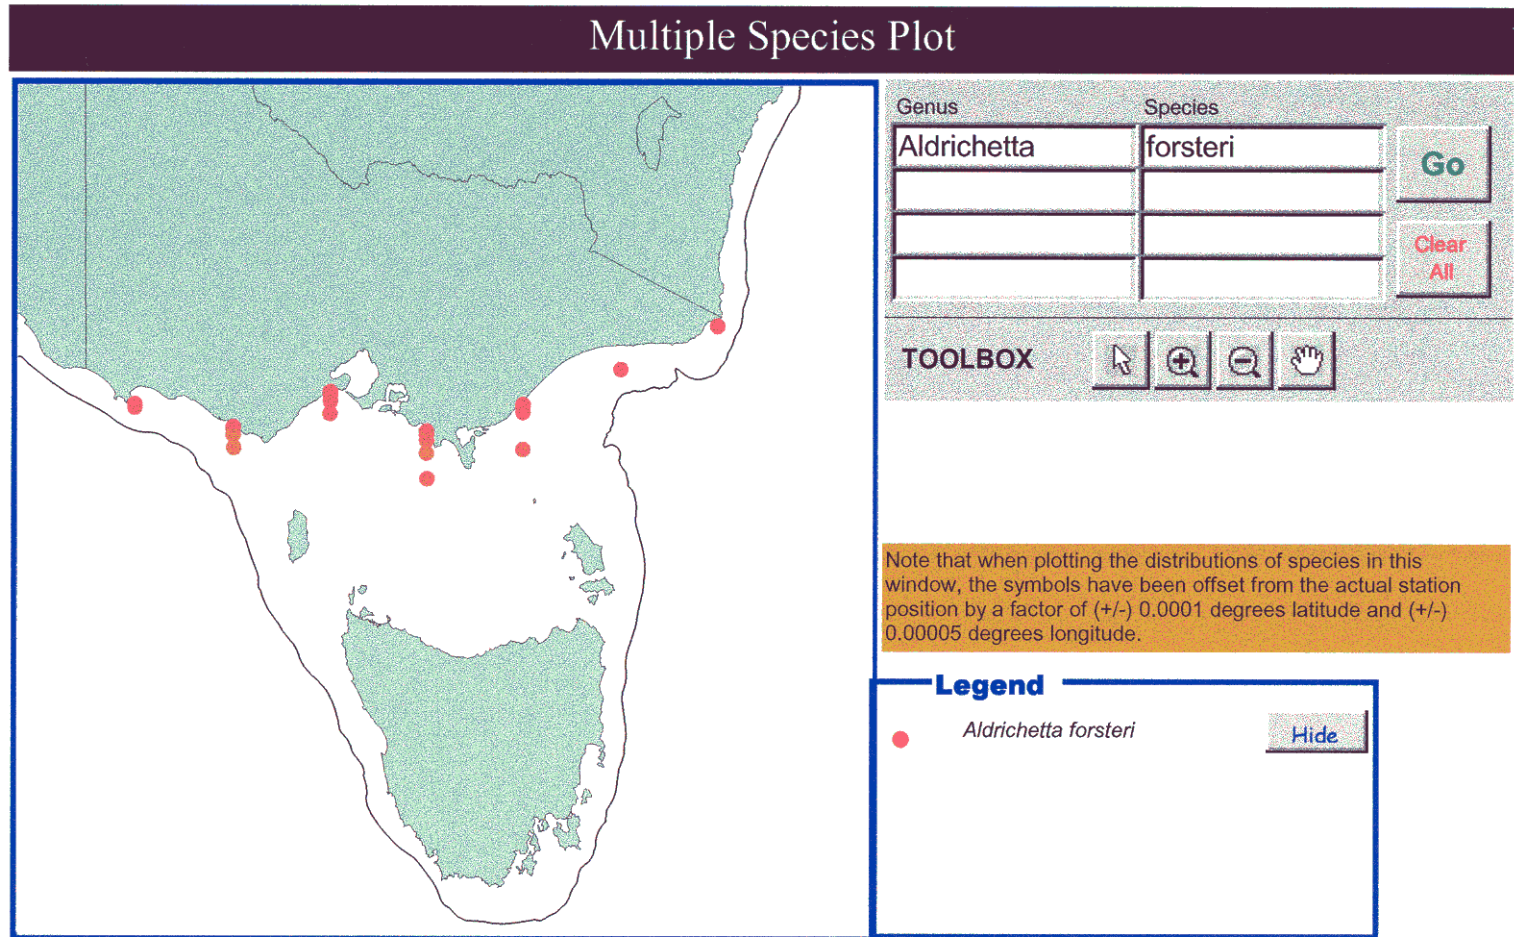 Multiple Species Plot
Genus Species
Aldrichetta forsteri
Go
Clear
All
TOOLBOX
Note that when plotting the distributions of species in this
window, the symbols have been offset from the actual station
position by a factor of (+/-) 0.0001 degrees latitude and (+/-)
0.00005 degrees longitude.
Legend
Aldrichetta forsteri
Hide